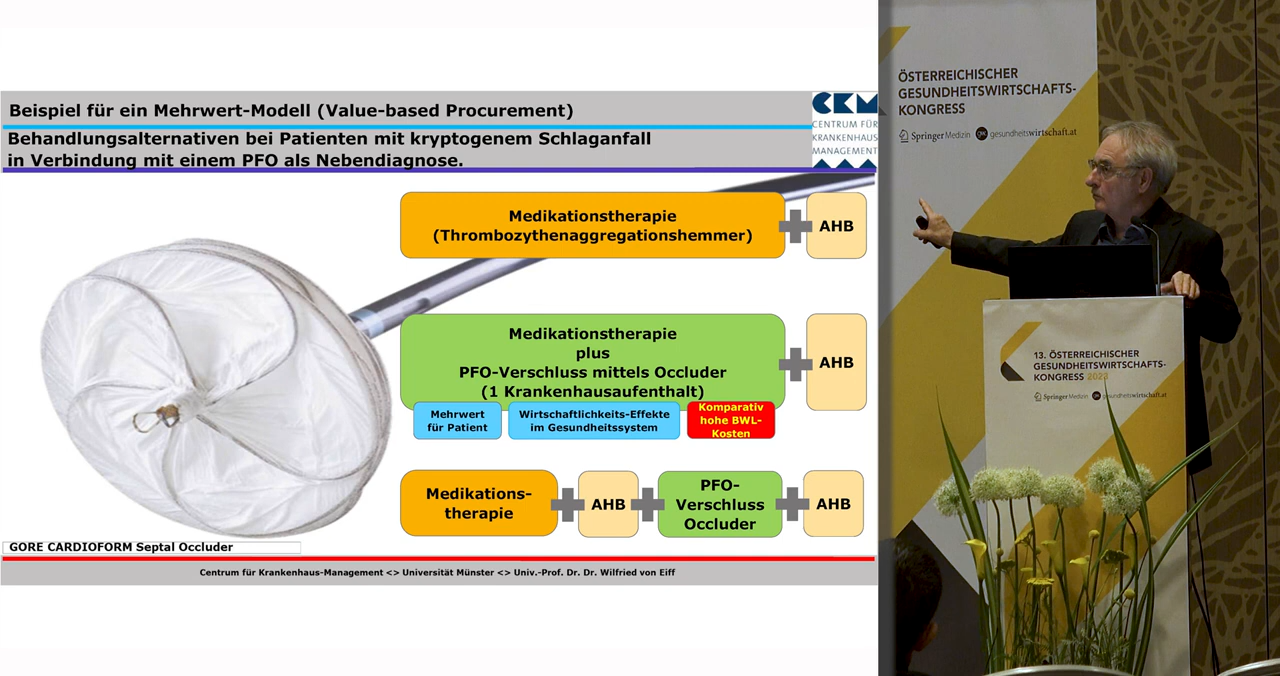 Beispiel für ein Mehrwert-Modell (Value-based Procurement)
Behandlungsalternativen bei Patienten mit kryptogenem Schlaganfall
in Verbindung mit einem PFO als Nebendiagnose.
CKM
CENTRUM FÜR
KRANKENHAUS
MANAGEMENT
Medikationstherapie
(Thrombozythenaggregationshemmer)
AHB
Medikationstherapie
plus
PFO-Verschluss mittels Occluder
(1 Krankenhausaufenthalt)
AHB
Mehrwert
für Patient
Wirtschaftlichkeits-Effekte
im Gesundheitssystem
Komparativ
hohe BWL-
Kosten
Medikations-
therapie
AHB
PFO-
Verschluss
Occluder
AHB
GORE CARDIOFORM Septal Occluder
Centrum für Krankenhaus-Management <> Universität Münster <> Univ.-Prof. Dr. Dr. Wilfried von Eiff
ÖSTERREICHISCHER
GESUNDHEITSWIRTSCHAFTS-
KONGRESS
Springer Medizin gesundheitswirtschaft.at
13. ÖSTERREICHISCHER
GESUNDHEITSWIRTSCHAFTS-
KONGRESS 2022
Springer Medizin gesundheitswirtschaft.at